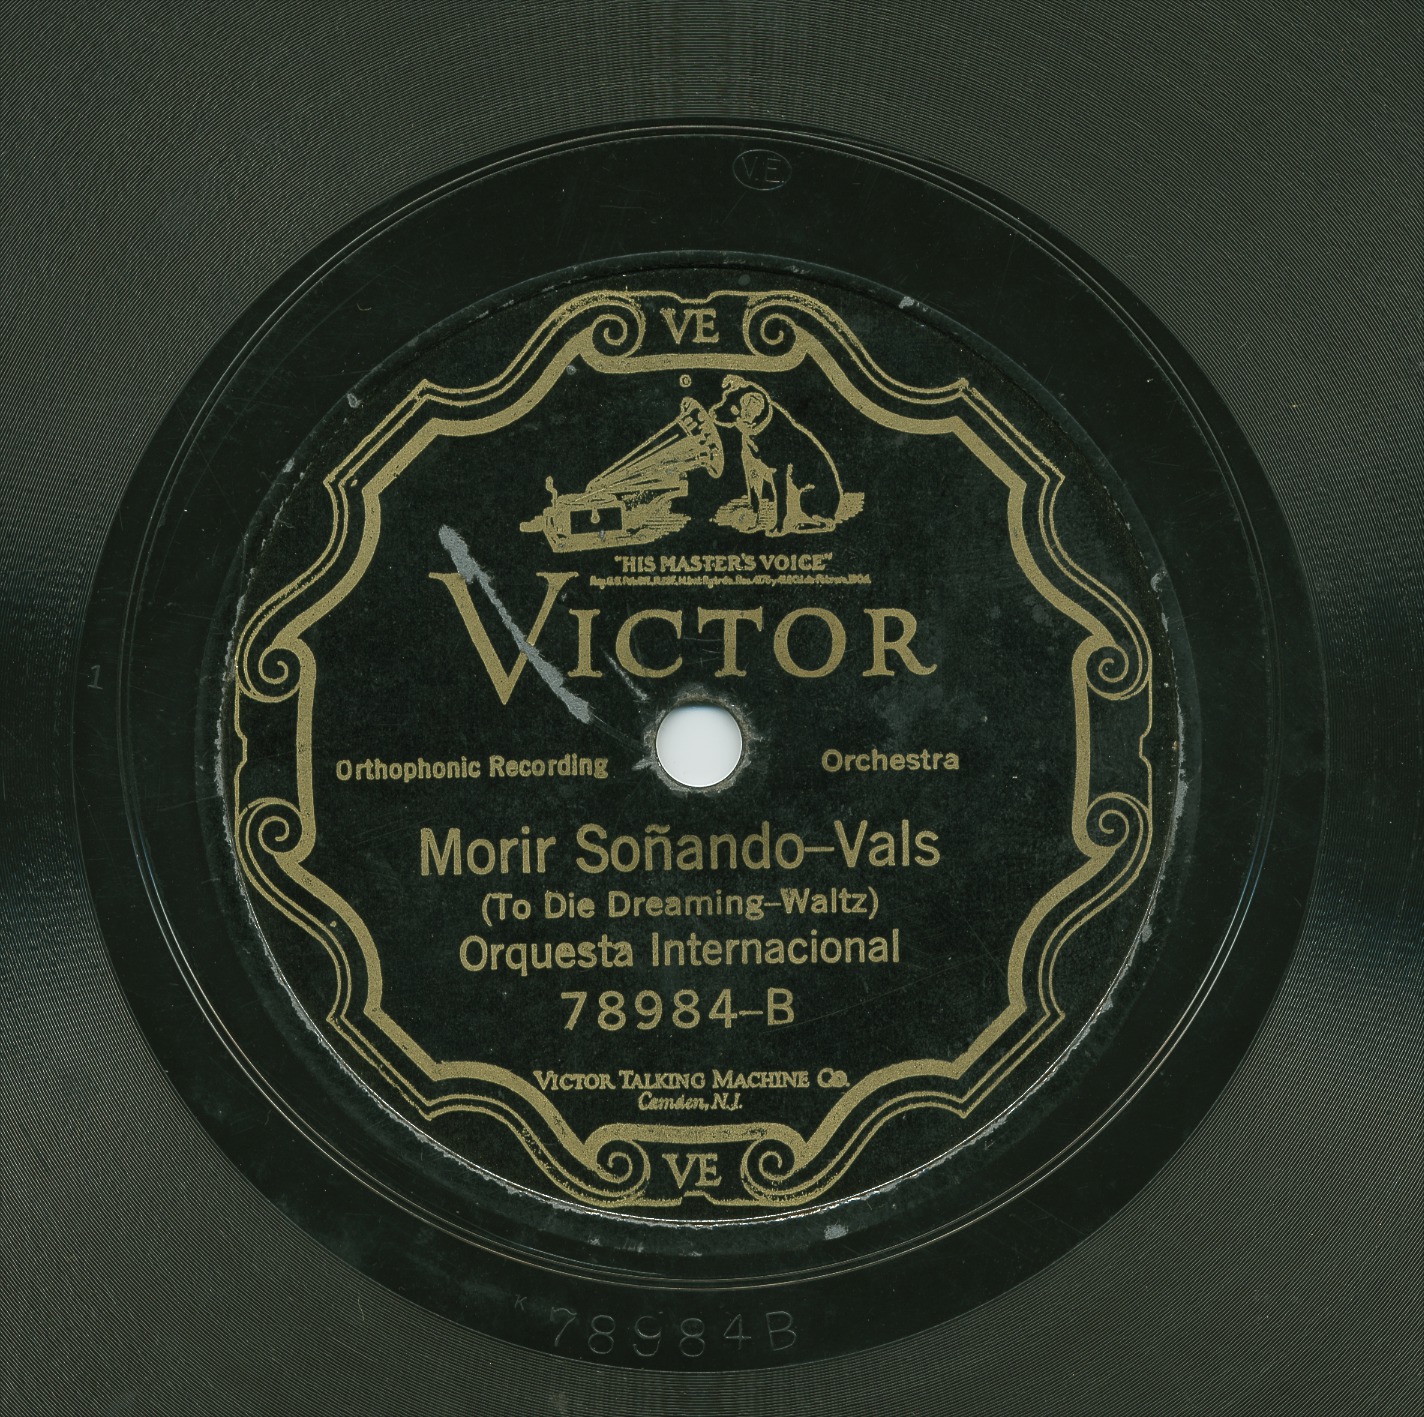 V.E.
VE
"HIS MASTER'S VOICE"
VICTOR
Orthophonic Recording
Orchestra
Morir Soñando–Vals
(To Die Dreaming–Waltz)
Orquesta Internacional
78984–B
VICTOR TALKING MACHINE CO.
Camden, N.J.
VE
1
K 78984B